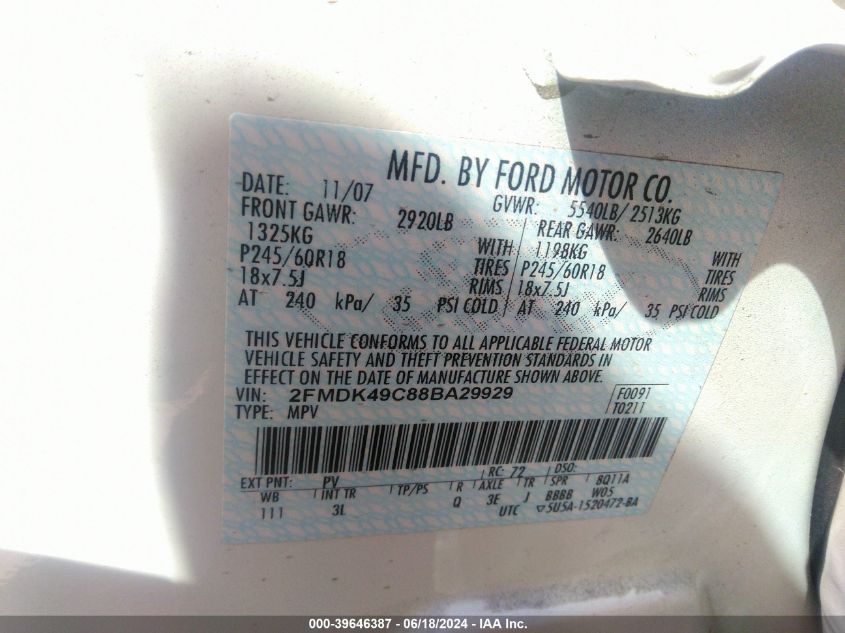 MFD. BY FORD MOTOR CO.
DATE: 11/07 GVWR: 5540LB/ 2513KG
FRONT GAWR: 2920LB REAR GAWR: 2640LB
1325KG WITH 1198KG WITH
P245/60R18 TIRES P245/60R18 TIRES
18x7.5J RIMS 18x7.5J RIMS
AT 240 kPa/ 35 PSI COLD AT 240 kPa/ 35 PSI COLD
THIS VEHICLE CONFORMS TO ALL APPLICABLE FEDERAL MOTOR
VEHICLE SAFETY AND THEFT PREVENTION STANDARDS IN
EFFECT ON THE DATE OF MANUFACTURE SHOWN ABOVE.
VIN: 2FMDK49C88BA29929 F0091
TYPE: MPV T0211
EXT PNT: PV RC: 72 DSO:
WB INT TR TP/PS R AXLE TR SPR BQ11A
111 3L Q 3E J BBBB W05
UTC 5U5A-1520472-BA
000-39646387 - 06/18/2024 - IAA Inc.